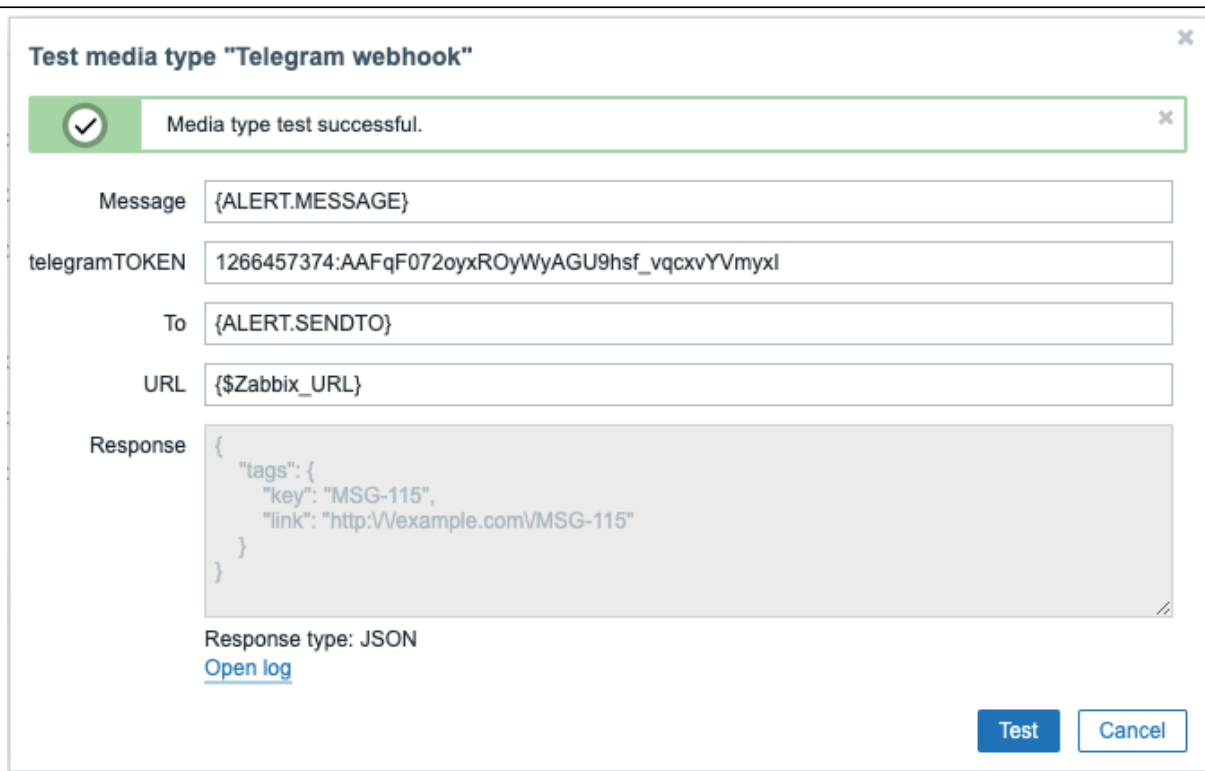 Test media type "Telegram webhook"
Media type test successful.
Message {ALERT.MESSAGE}
telegramTOKEN 1266457374:AAFqF072oyxROyWyAGU9hsf_vqcxvYVmyxI
To {ALERT.SENDTO}
URL {$Zabbix_URL}
Response {
"tags": {
"key": "MSG-115",
"link": "http:\/\/example.com\/MSG-115"
}
}
Response type: JSON
Open log
Test Cancel